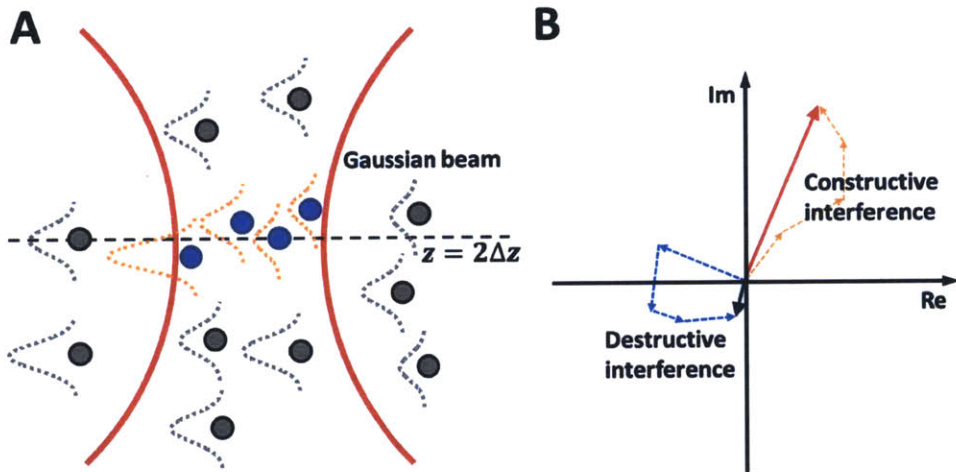 A
B
Im
Gaussian beam
Constructive
interference
z = 2Δz
Re
Destructive
interference